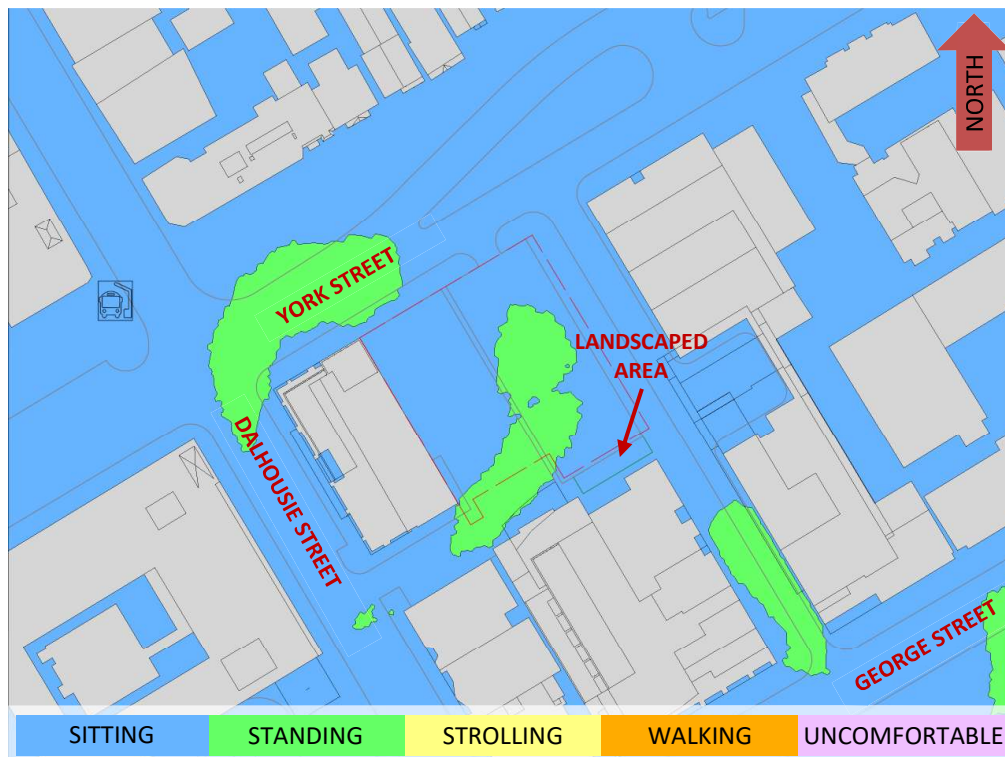 NORTH
YORK STREET
LANDSCAPED
AREA
DALHOUSIE STREET
GEORGE STREET
SITTING STANDING STROLLING WALKING UNCOMFORTABLE